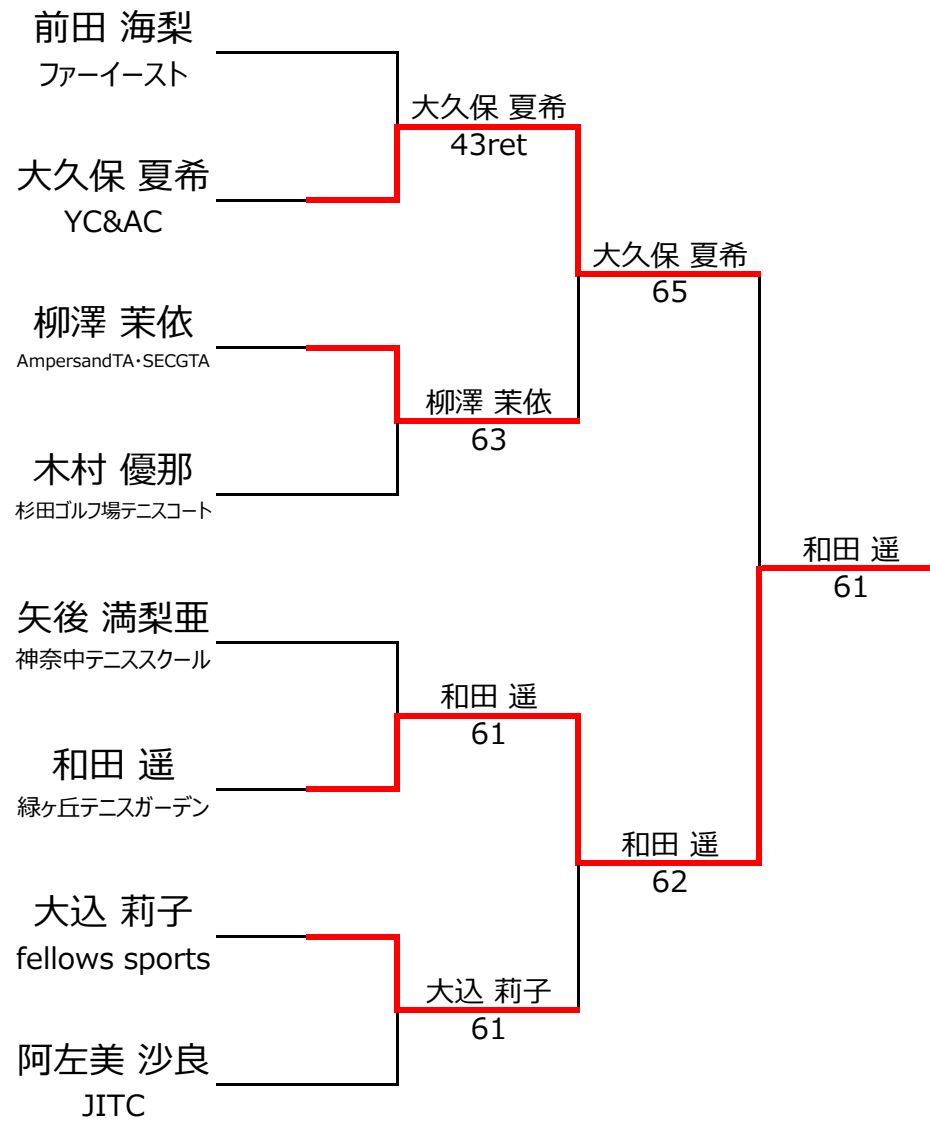 前田 海梨
ファーイースト
大久保 夏希
43ret
大久保 夏希
YC&AC
大久保 夏希
65
柳澤 茉依
AmpersandTA・SECGTA
柳澤 茉依
63
木村 優那
杉田ゴルフ場テニスコート
和田 遥
61
矢後 満梨亜
神奈中テニススクール
和田 遥
61
和田 遥
緑ヶ丘テニスガーデン
和田 遥
62
大込 莉子
fellows sports
大込 莉子
61
阿左美 沙良
JITC